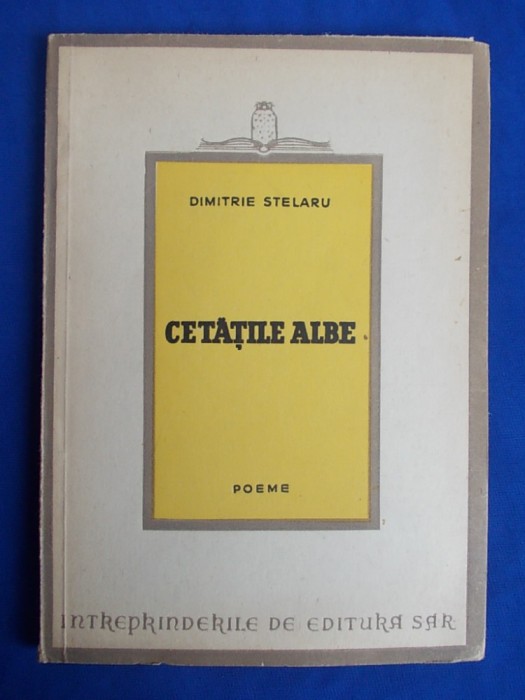 DIMITRIE STELARU
CETĂȚILE ALBE
POEME
INTREPRINDERILE DE EDITURA SAR